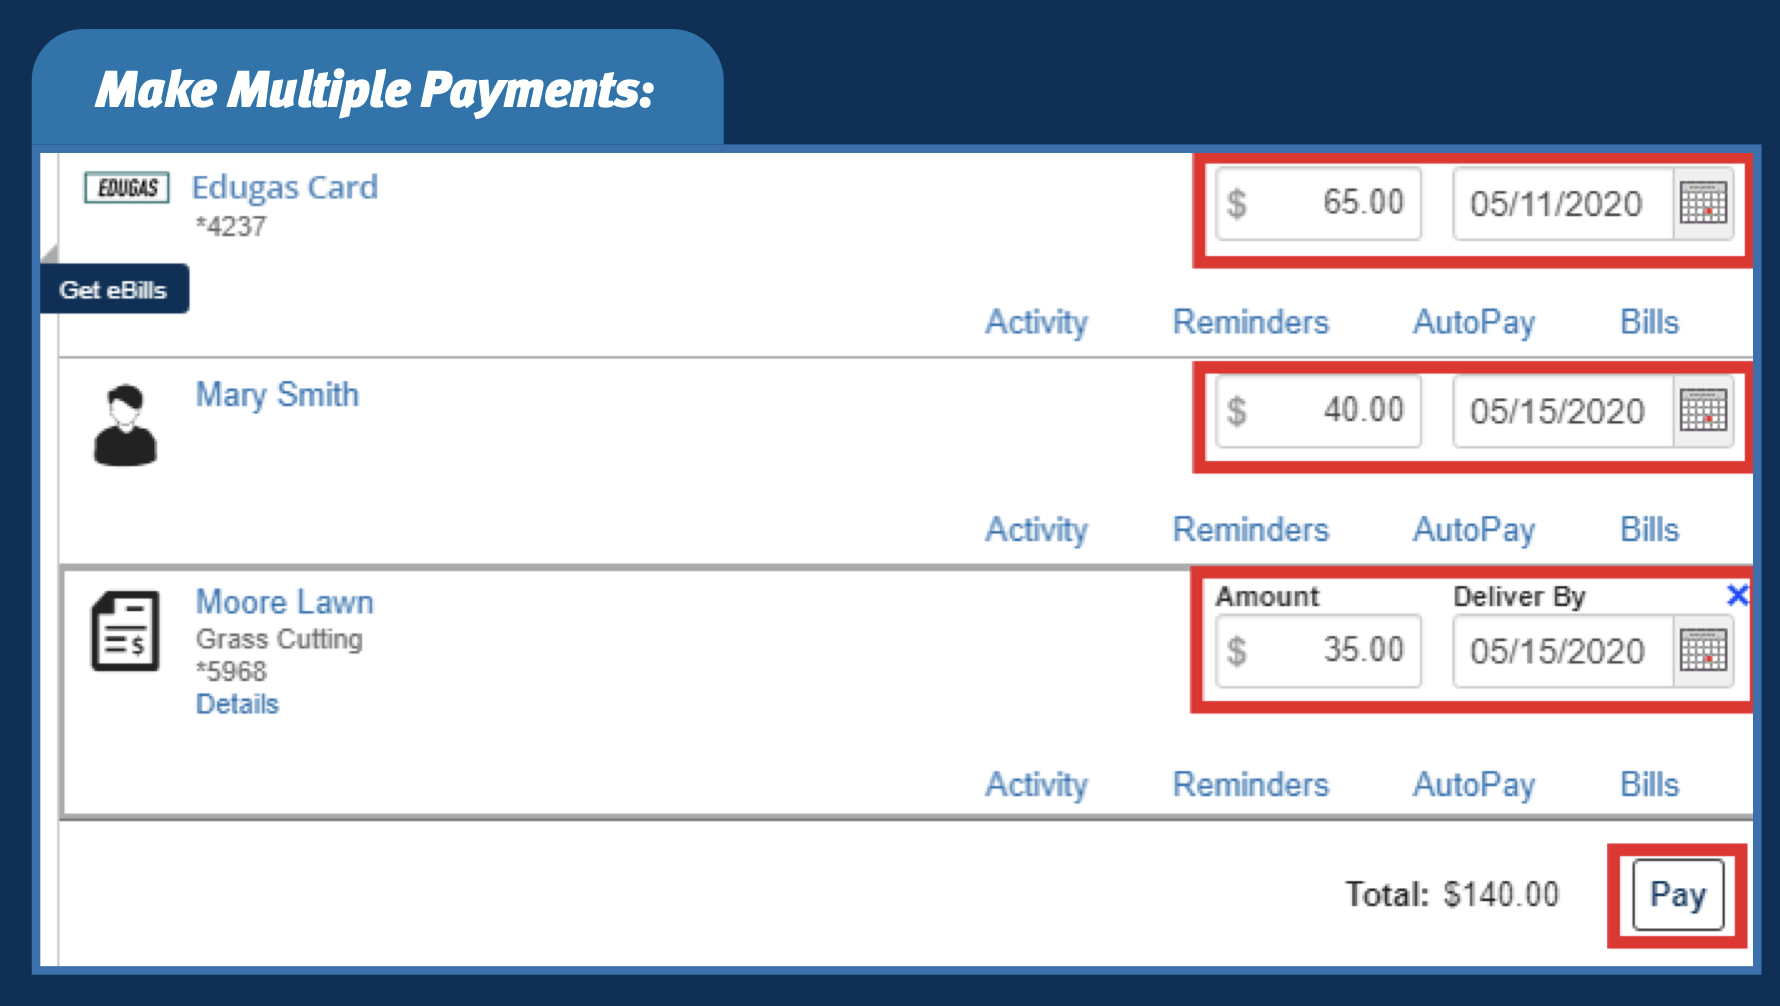 Make Multiple Payments:
EDUGAS Edugas Card $ 65.00 05/11/2020
*4237
Get eBills
Activity Reminders AutoPay Bills
Mary Smith $ 40.00 05/15/2020
Activity Reminders AutoPay Bills
Moore Lawn Amount Deliver By X
Grass Cutting $ 35.00 05/15/2020
*5968
Details
Activity Reminders AutoPay Bills
Total: $140.00 Pay